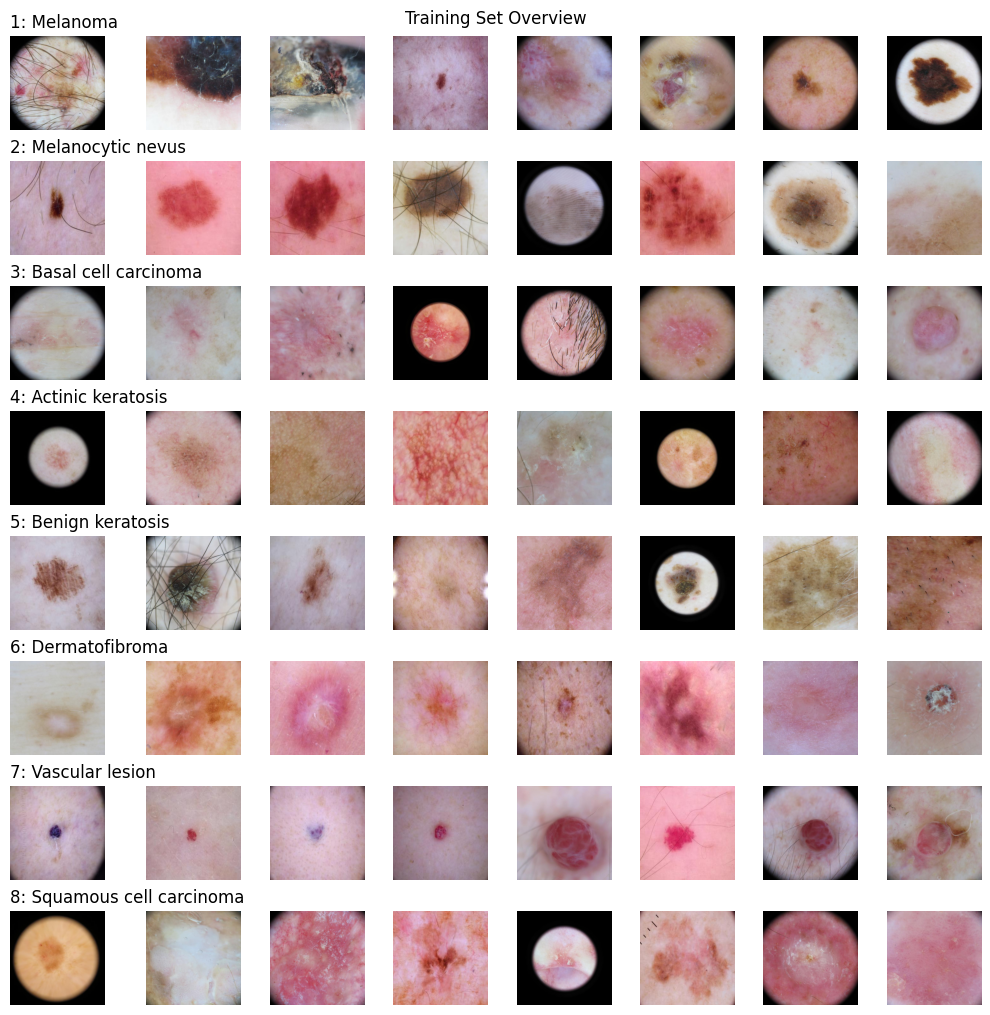 Training Set Overview
1: Melanoma
2: Melanocytic nevus
3: Basal cell carcinoma
4: Actinic keratosis
5: Benign keratosis
6: Dermatofibroma
7: Vascular lesion
8: Squamous cell carcinoma